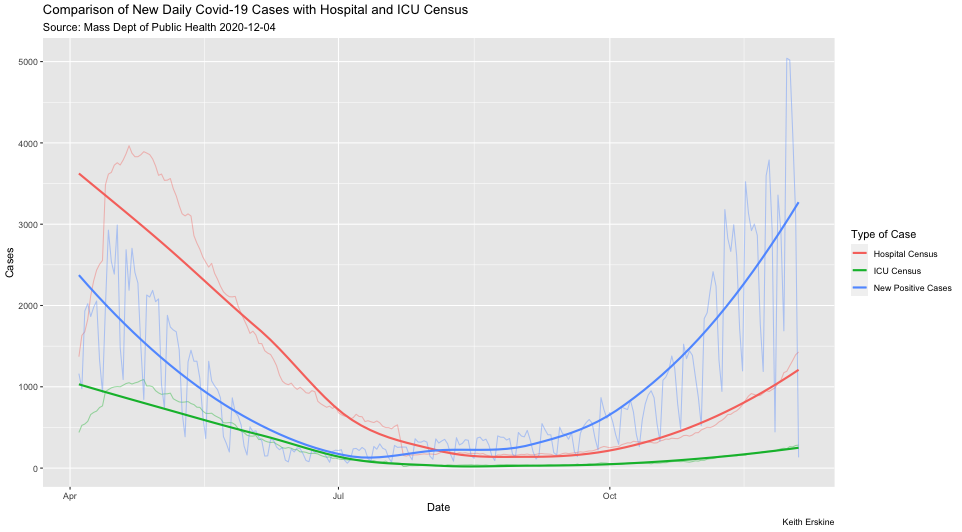 Comparison of New Daily Covid-19 Cases with Hospital and ICU Census
Source: Mass Dept of Public Health 2020-12-04
5000
4000
3000
2000
1000
0
Cases
Apr
Jul
Oct
Date
Type of Case
Hospital Census
ICU Census
New Positive Cases
Keith Erskine